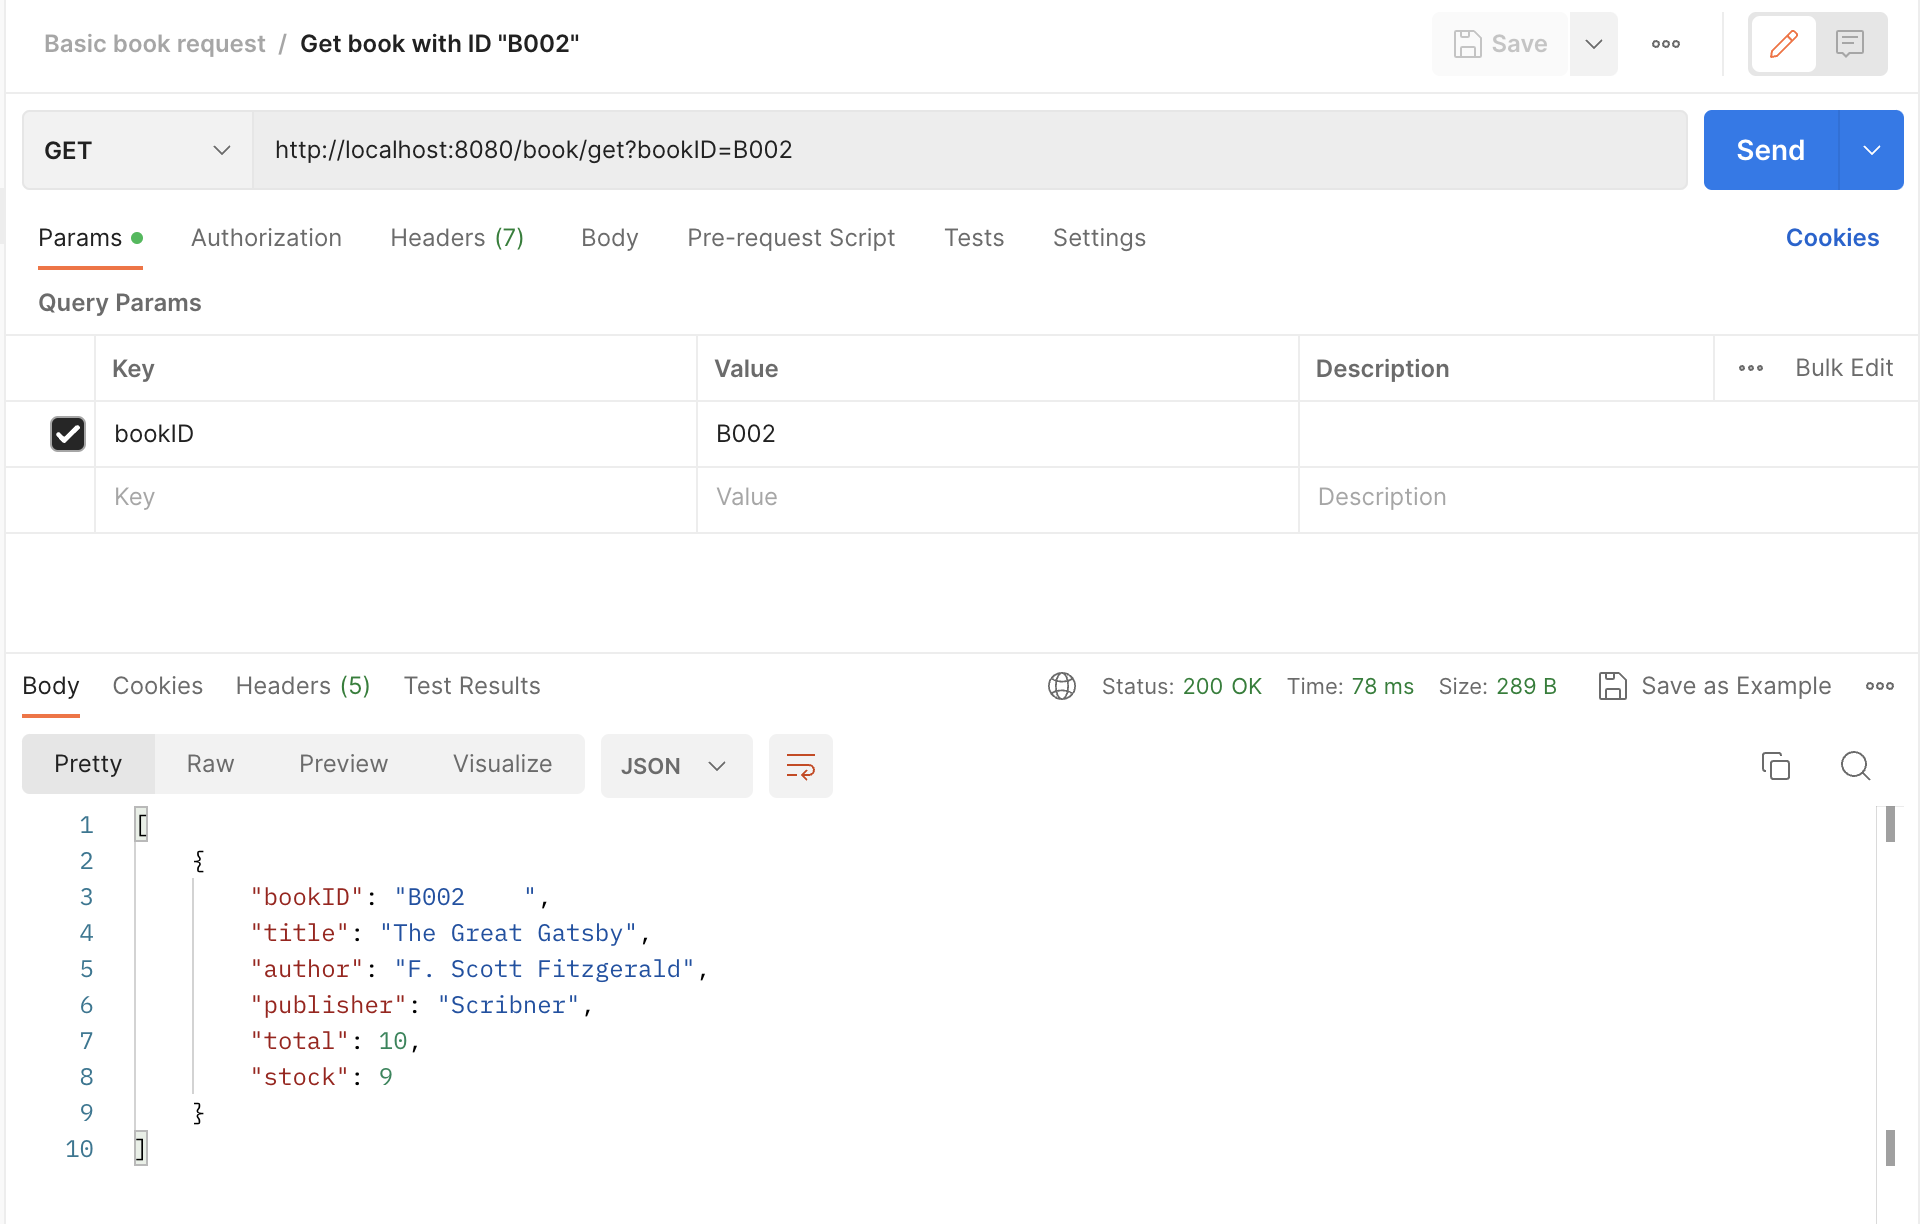 Basic book request / Get book with ID "B002"
Save
GET
http://localhost:8080/book/get?bookID=B002
Send
Params Authorization Headers (7) Body Pre-request Script Tests Settings Cookies
Query Params
Key Value Description Bulk Edit
bookID B002
Key Value Description
Body Cookies Headers (5) Test Results Status: 200 OK Time: 78 ms Size: 289 B Save as Example
Pretty Raw Preview Visualize JSON
1 [
2 {
3 "bookID": "B002    ",
4 "title": "The Great Gatsby",
5 "author": "F. Scott Fitzgerald",
6 "publisher": "Scribner",
7 "total": 10,
8 "stock": 9
9 }
10 ]